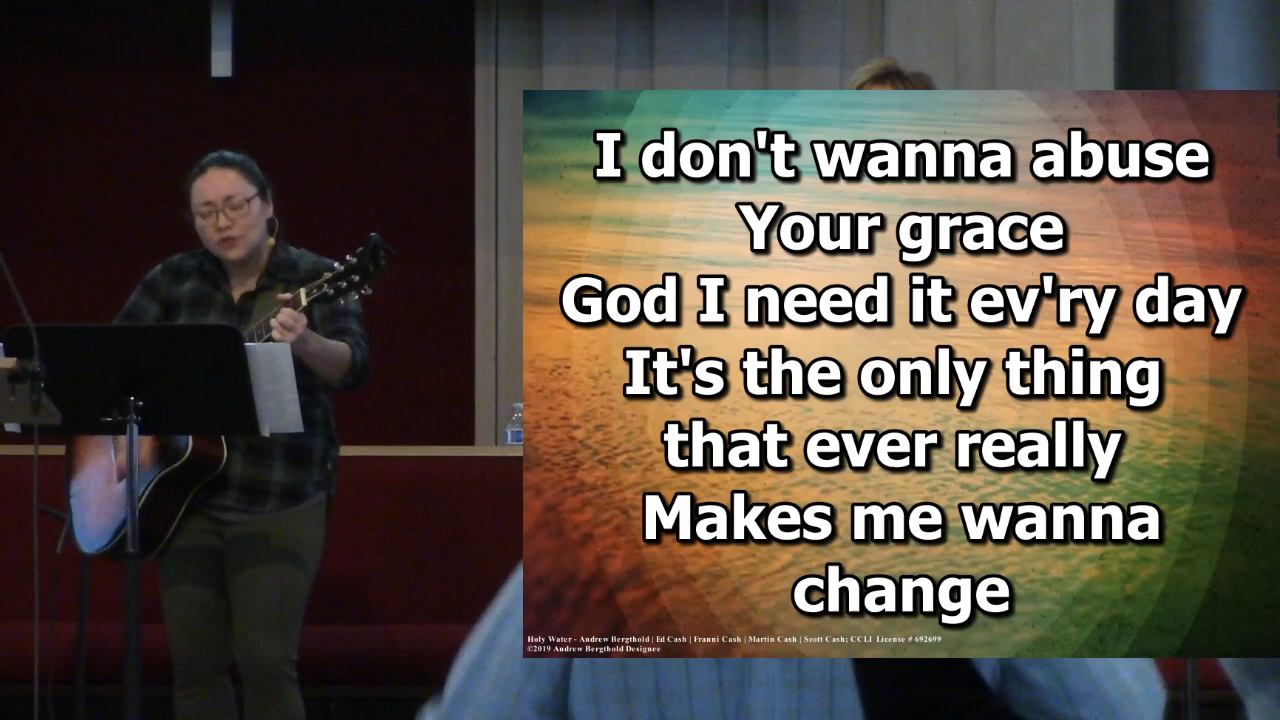 I don't wanna abuse
Your grace
God I need it ev'ry day
It's the only thing
that ever really
Makes me wanna
change
Holy Water - Andrew Bergthold | Ed Cash | Franni Cash | Martin Cash | Scott Cash; CCLI License # 692699
©2019 Andrew Bergthold Designee